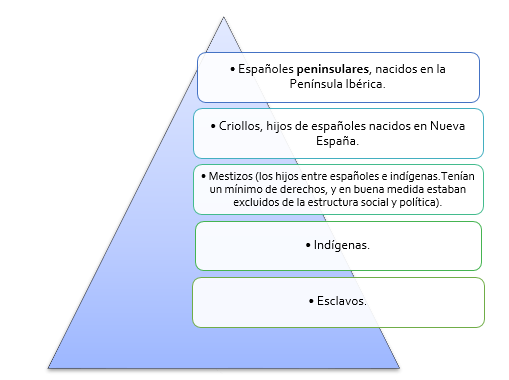 • Españoles peninsulares, nacidos en la
Península Ibérica.
• Criollos, hijos de españoles nacidos en Nueva
España.
• Mestizos (los hijos entre españoles e indígenas.Tenían
un mínimo de derechos, y en buena medida estaban
excluidos de la estructura social y política).
• Indígenas.
• Esclavos.